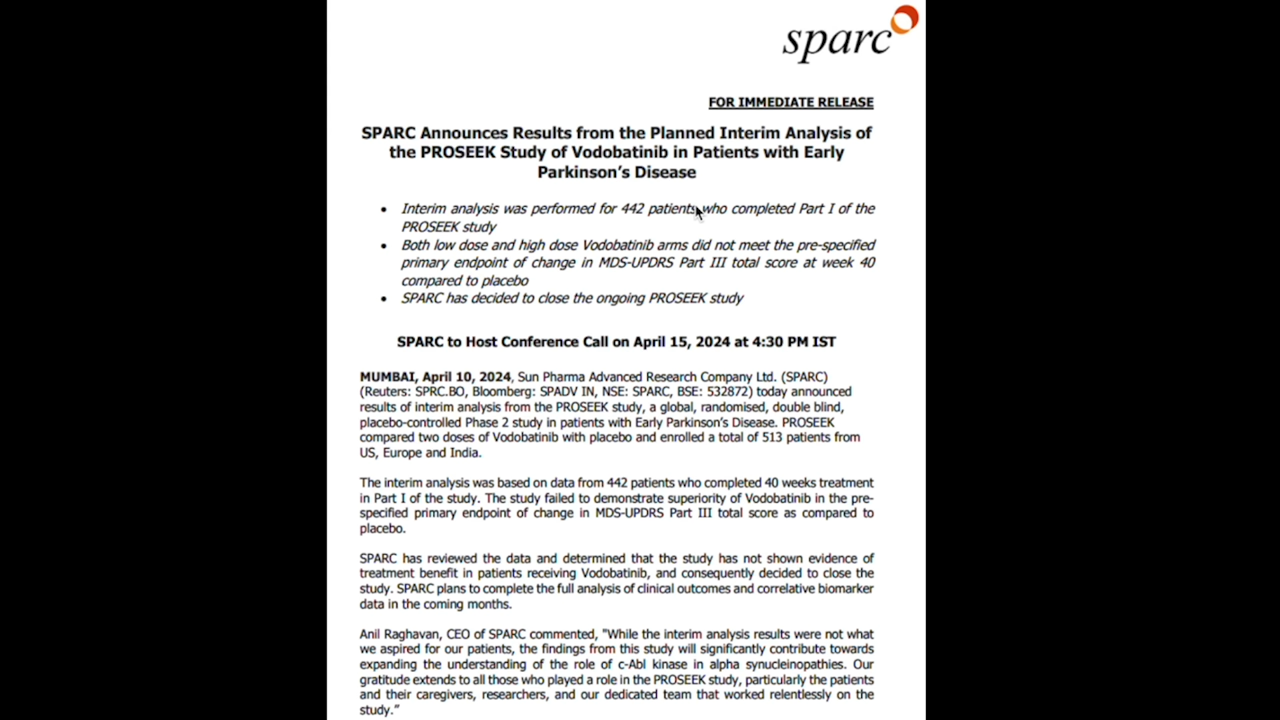 sparc
FOR IMMEDIATE RELEASE
SPARC Announces Results from the Planned Interim Analysis of
the PROSEEK Study of Vodobatinib in Patients with Early
Parkinson's Disease
• Interim analysis was performed for 442 patients who completed Part I of the
PROSEEK study
• Both low dose and high dose Vodobatinib arms did not meet the pre-specified
primary endpoint of change in MDS-UPDRS Part III total score at week 40
compared to placebo
• SPARC has decided to close the ongoing PROSEEK study
SPARC to Host Conference Call on April 15, 2024 at 4:30 PM IST
MUMBAI, April 10, 2024, Sun Pharma Advanced Research Company Ltd. (SPARC)
(Reuters: SPRC.BO, Bloomberg: SPADV IN, NSE: SPARC, BSE: 532872) today announced
results of interim analysis from the PROSEEK study, a global, randomised, double blind,
placebo-controlled Phase 2 study in patients with Early Parkinson's Disease. PROSEEK
compared two doses of Vodobatinib with placebo and enrolled a total of 513 patients from
US, Europe and India.
The interim analysis was based on data from 442 patients who completed 40 weeks treatment
in Part I of the study. The study failed to demonstrate superiority of Vodobatinib in the pre-
specified primary endpoint of change in MDS-UPDRS Part III total score as compared to
placebo.
SPARC has reviewed the data and determined that the study has not shown evidence of
treatment benefit in patients receiving Vodobatinib, and consequently decided to close the
study. SPARC plans to complete the full analysis of clinical outcomes and correlative biomarker
data in the coming months.
Anil Raghavan, CEO of SPARC commented, "While the interim analysis results were not what
we aspired for our patients, the findings from this study will significantly contribute towards
expanding the understanding of the role of c-Abl kinase in alpha synucleinopathies. Our
gratitude extends to all those who played a role in the PROSEEK study, particularly the patients
and their caregivers, researchers, and our dedicated team that worked relentlessly on the
study."